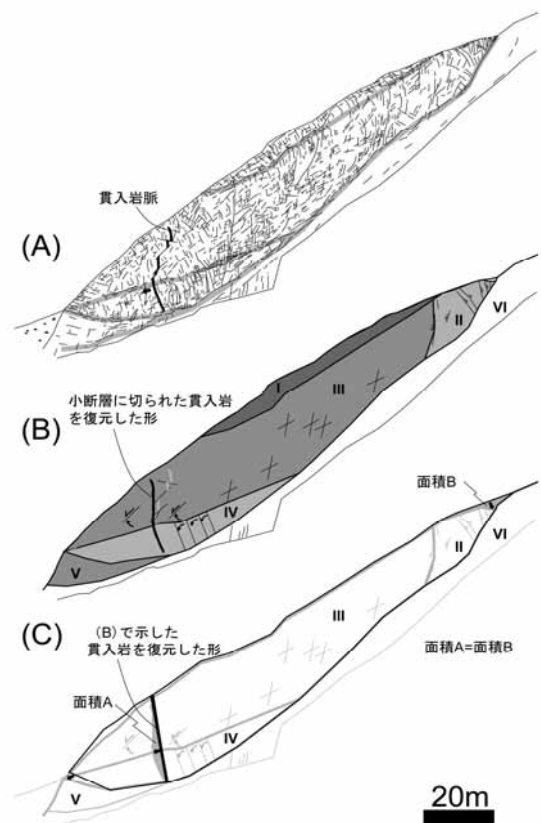 貫入岩脈
(A)
VI
II
I
III
小断層に切られた貫入岩
を復元した形
(B)
IV
V
面積B
VI
II
(C)
III
(B)で示した
貫入岩を復元した形
面積A=面積B
面積A
IV
V
20m